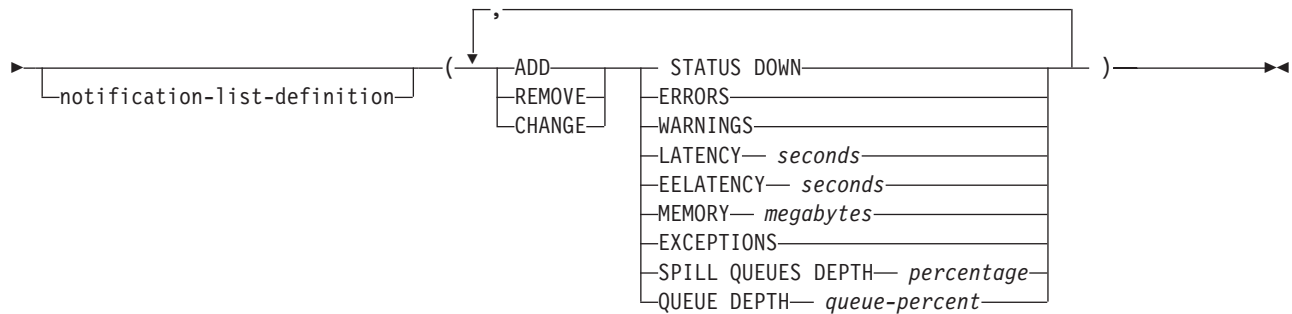 ,
( ADD STATUS DOWN )
notification-list-definition REMOVE ERRORS
CHANGE WARNINGS
LATENCY seconds
EELATENCY seconds
MEMORY megabytes
EXCEPTIONS
SPILL QUEUES DEPTH percentage
QUEUE DEPTH queue-percent